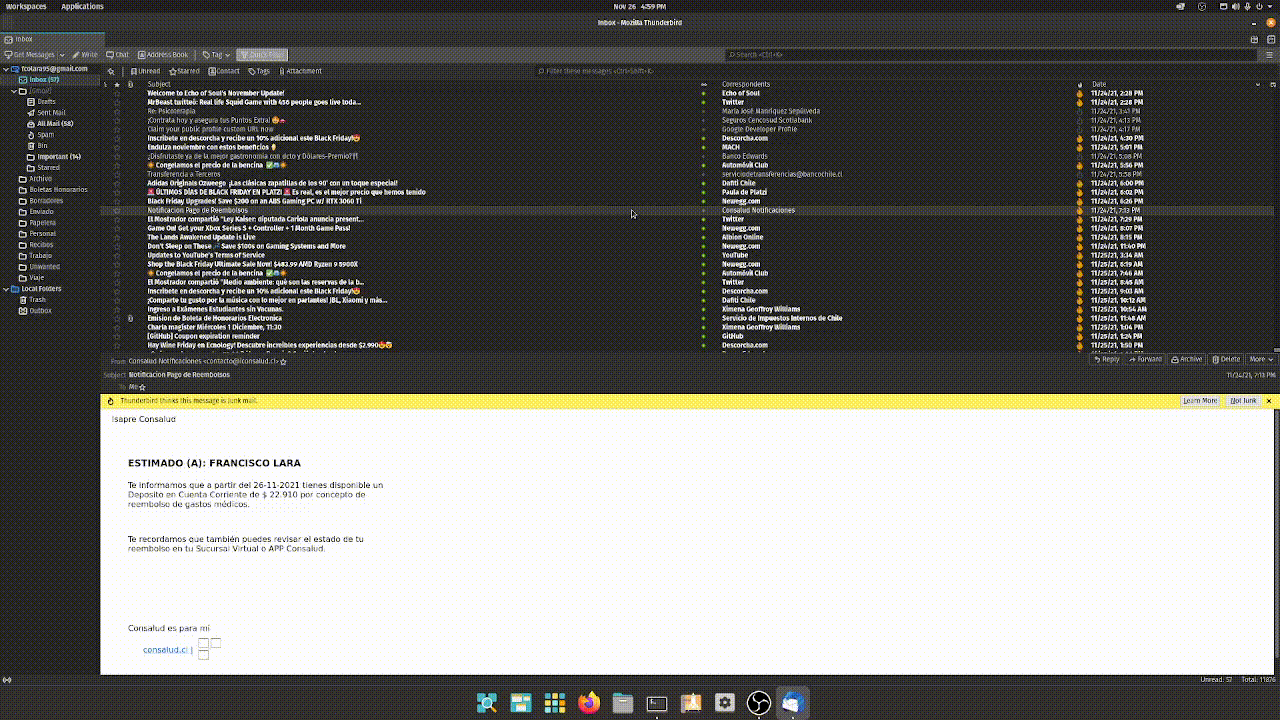 Workspaces Applications Nov 26 4:59 PM
Inbox - Mozilla Thunderbird
Inbox
Get Messages Write Chat Address Book Tag Search <Ctrl+K>
fcolara95@gmail.com Unread Starred Contact Tags Attachment Filter these messages <Ctrl+Shift+K>
Inbox (57)
[Gmail]
Drafts
Sent Mail
All Mail (58)
Spam
Bin
Important (14)
Starred
Archivo
Boletas Honorarios
Borradores
Enviado
Papelera
Personal
Recibos
Trabajo
Unwanted
Viaje
Local Folders
Trash
Outbox
Subject Correspondents Date
Welcome to Echo of Soul's November Update! Echo of Soul 11/24/21, 2:28 PM
MrBeast twitteó: Real life Squid Game with 456 people goes live toda... Twitter 11/24/21, 2:28 PM
Re: Psicoterapia María José Manríquez Sepúlveda 11/24/21, 3:41 PM
¡Contrata hoy y asegura tus Puntos Extra! Seguros Cencosud Scotiabank 11/24/21, 4:13 PM
Claim your public profile custom URL now Google Developer Profile 11/24/21, 4:17 PM
Inscríbete en descorcha y recibe un 10% adicional este Black Friday!😍 Descorcha.com 11/24/21, 4:30 PM
Endulza noviembre con estos beneficios MACH 11/24/21, 5:01 PM
¿Disfrutaste ya de la mejor gastronomía con dcto y Dólares-Premio? Banco Edwards 11/24/21, 5:08 PM
Congelamos el precio de la bencina Automóvil Club 11/24/21, 5:56 PM
Transferencia a Terceros serviciodetransferencias@bancochile.cl 11/24/21, 5:58 PM
Adidas Originals Ozweego ¡Las clásicas zapatillas de los 90' con un toque especial! Dafiti Chile 11/24/21, 6:00 PM
🚨 ÚLTIMOS DÍAS DE BLACK FRIDAY EN PLATZI 🚨 Es real, es el mejor precio que hemos tenido Paula de Platzi 11/24/21, 6:02 PM
Black Friday Upgrades! Save $200 on an ABS Gaming PC w/ RTX 3060 Ti Newegg.com 11/24/21, 6:26 PM
Notificacion Pago de Reembolsos Consalud Notificaciones 11/24/21, 7:13 PM
El Mostrador compartió "Ley Kaiser: diputada Cariola anuncia present... Twitter 11/24/21, 7:29 PM
Game On! Get your Xbox Series S + Controller + 1 Month Game Pass! Newegg.com 11/24/21, 8:07 PM
The Lands Awakened Update is Live Albion Online 11/24/21, 8:15 PM
Don't Sleep on These Save $100s on Gaming Systems and More Newegg.com 11/24/21, 11:40 PM
Updates to YouTube's Terms of Service YouTube 11/25/21, 3:34 AM
Shop the Black Friday Ultimate Sale Now! $483.99 AMD Ryzen 9 5900X Newegg.com 11/25/21, 5:19 AM
Congelamos el precio de la bencina Automóvil Club 11/25/21, 7:46 AM
El Mostrador compartió "Medio ambiente: qué son las reservas de la b... Twitter 11/25/21, 8:45 AM
Inscríbete en descorcha y recibe un 10% adicional este Black Friday!😍 Descorcha.com 11/25/21, 9:03 AM
¡Comparte tu gusto por la música con lo mejor en parlantes! JBL, Xiaomi y más... Dafiti Chile 11/25/21, 10:12 AM
Ingreso a Exámenes Estudiantes sin Vacunas. Ximena Geoffroy Williams 11/25/21, 10:54 AM
Emision de Boleta de Honorarios Electronica Servicio de Impuestos Internos de Chile 11/25/21, 11:48 AM
Charla magíster Miércoles 1 Diciembre, 11:30 Ximena Geoffroy Williams 11/25/21, 1:04 PM
[GitHub] Coupon expiration reminder GitHub 11/25/21, 1:24 PM
Hay Wine Friday en Ecnology! Descubre increíbles experiencias desde $2.990 Descorcha.com 11/25/21, 1:50 PM
From Consalud Notificaciones <contacto@iconsalud.cl> Reply Forward Archive Delete More
Subject Notificacion Pago de Reembolsos 11/24/21, 7:13 PM
To Me
Thunderbird thinks this message is Junk mail. Learn More Not Junk
Isapre Consalud
ESTIMADO (A): FRANCISCO LARA
Te informamos que a partir del 26-11-2021 tienes disponible un
Deposito en Cuenta Corriente de $ 22.910 por concepto de
reembolso de gastos médicos.
Te recordamos que también puedes revisar el estado de tu
reembolso en tu Sucursal Virtual o APP Consalud.
Consalud es para mí
consalud.cl |
Unread: 57 Total: 11876